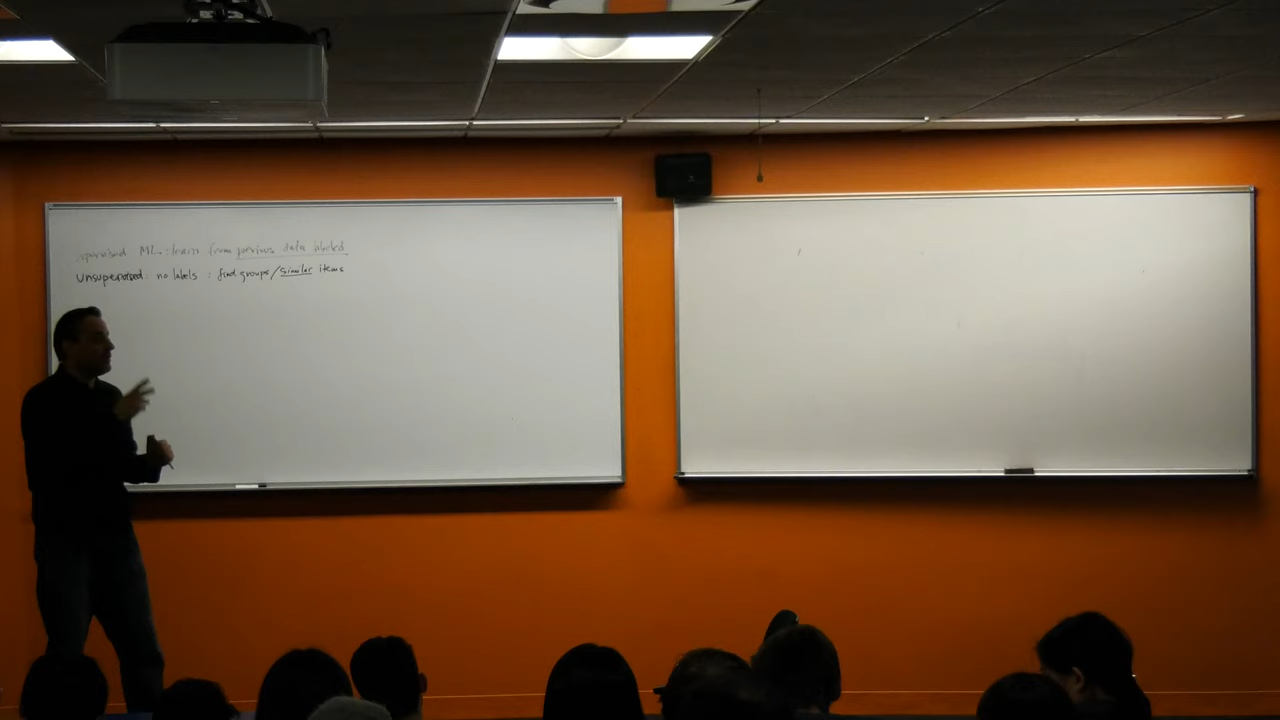 supervised ML : learn from previous data labeled
Unsupervised : no labels : find groups/similar items